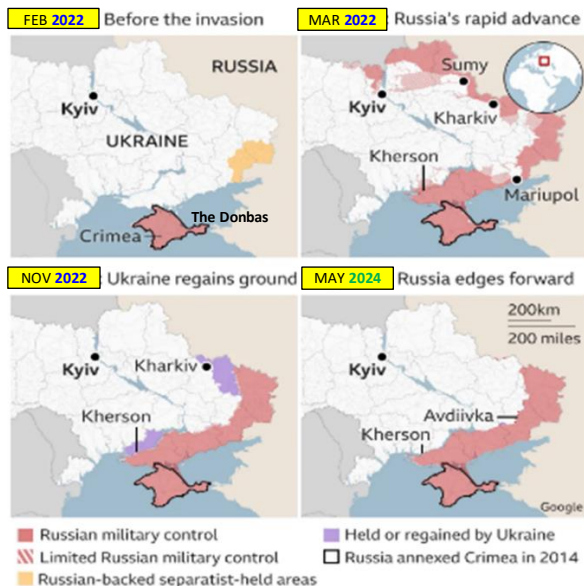 FEB 2022 Before the invasion
RUSSIA
Kyiv
UKRAINE
The Donbas
Crimea
MAR 2022 : Russia's rapid advance
Sumy
Kyiv
Kharkiv
Kherson
Mariupol
NOV 2022 : Ukraine regains ground
Kyiv
Kharkiv
Kherson
MAY 2024 Russia edges forward
200km
200 miles
Kyiv
Avdiivka
Kherson
Google
Russian military control
Limited Russian military control
Russian-backed separatist-held areas
Held or regained by Ukraine
Russia annexed Crimea in 2014